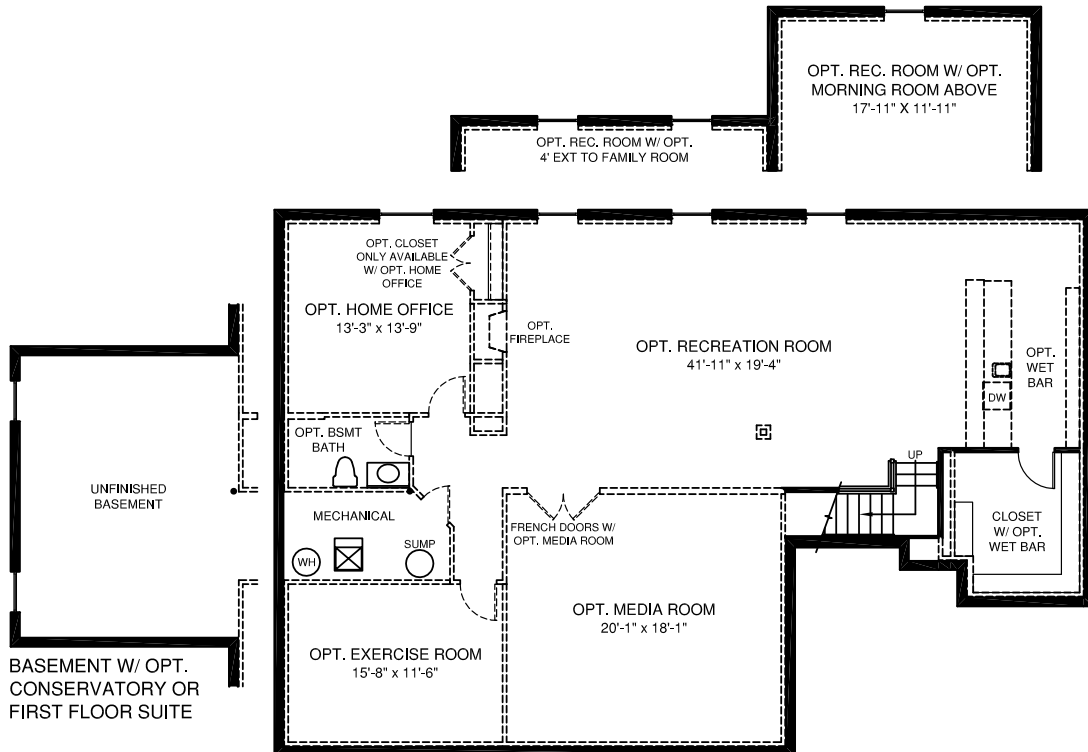 OPT. REC. ROOM W/ OPT.
MORNING ROOM ABOVE
17'-11" X 11'-11"
OPT. REC. ROOM W/ OPT.
4' EXT TO FAMILY ROOM
OPT. CLOSET
ONLY AVAILABLE
W/ OPT. HOME
OFFICE
OPT. HOME OFFICE
13'-3" x 13'-9"
OPT.
FIREPLACE
OPT. RECREATION ROOM
41'-11" x 19'-4"
OPT.
WET
BAR
DW
OPT. BSMT
BATH
UP
UNFINISHED
BASEMENT
MECHANICAL
WH
SUMP
FRENCH DOORS W/
OPT. MEDIA ROOM
CLOSET
W/ OPT.
WET BAR
OPT. MEDIA ROOM
20'-1" x 18'-1"
OPT. EXERCISE ROOM
15'-8" x 11'-6"
BASEMENT W/ OPT.
CONSERVATORY OR
FIRST FLOOR SUITE